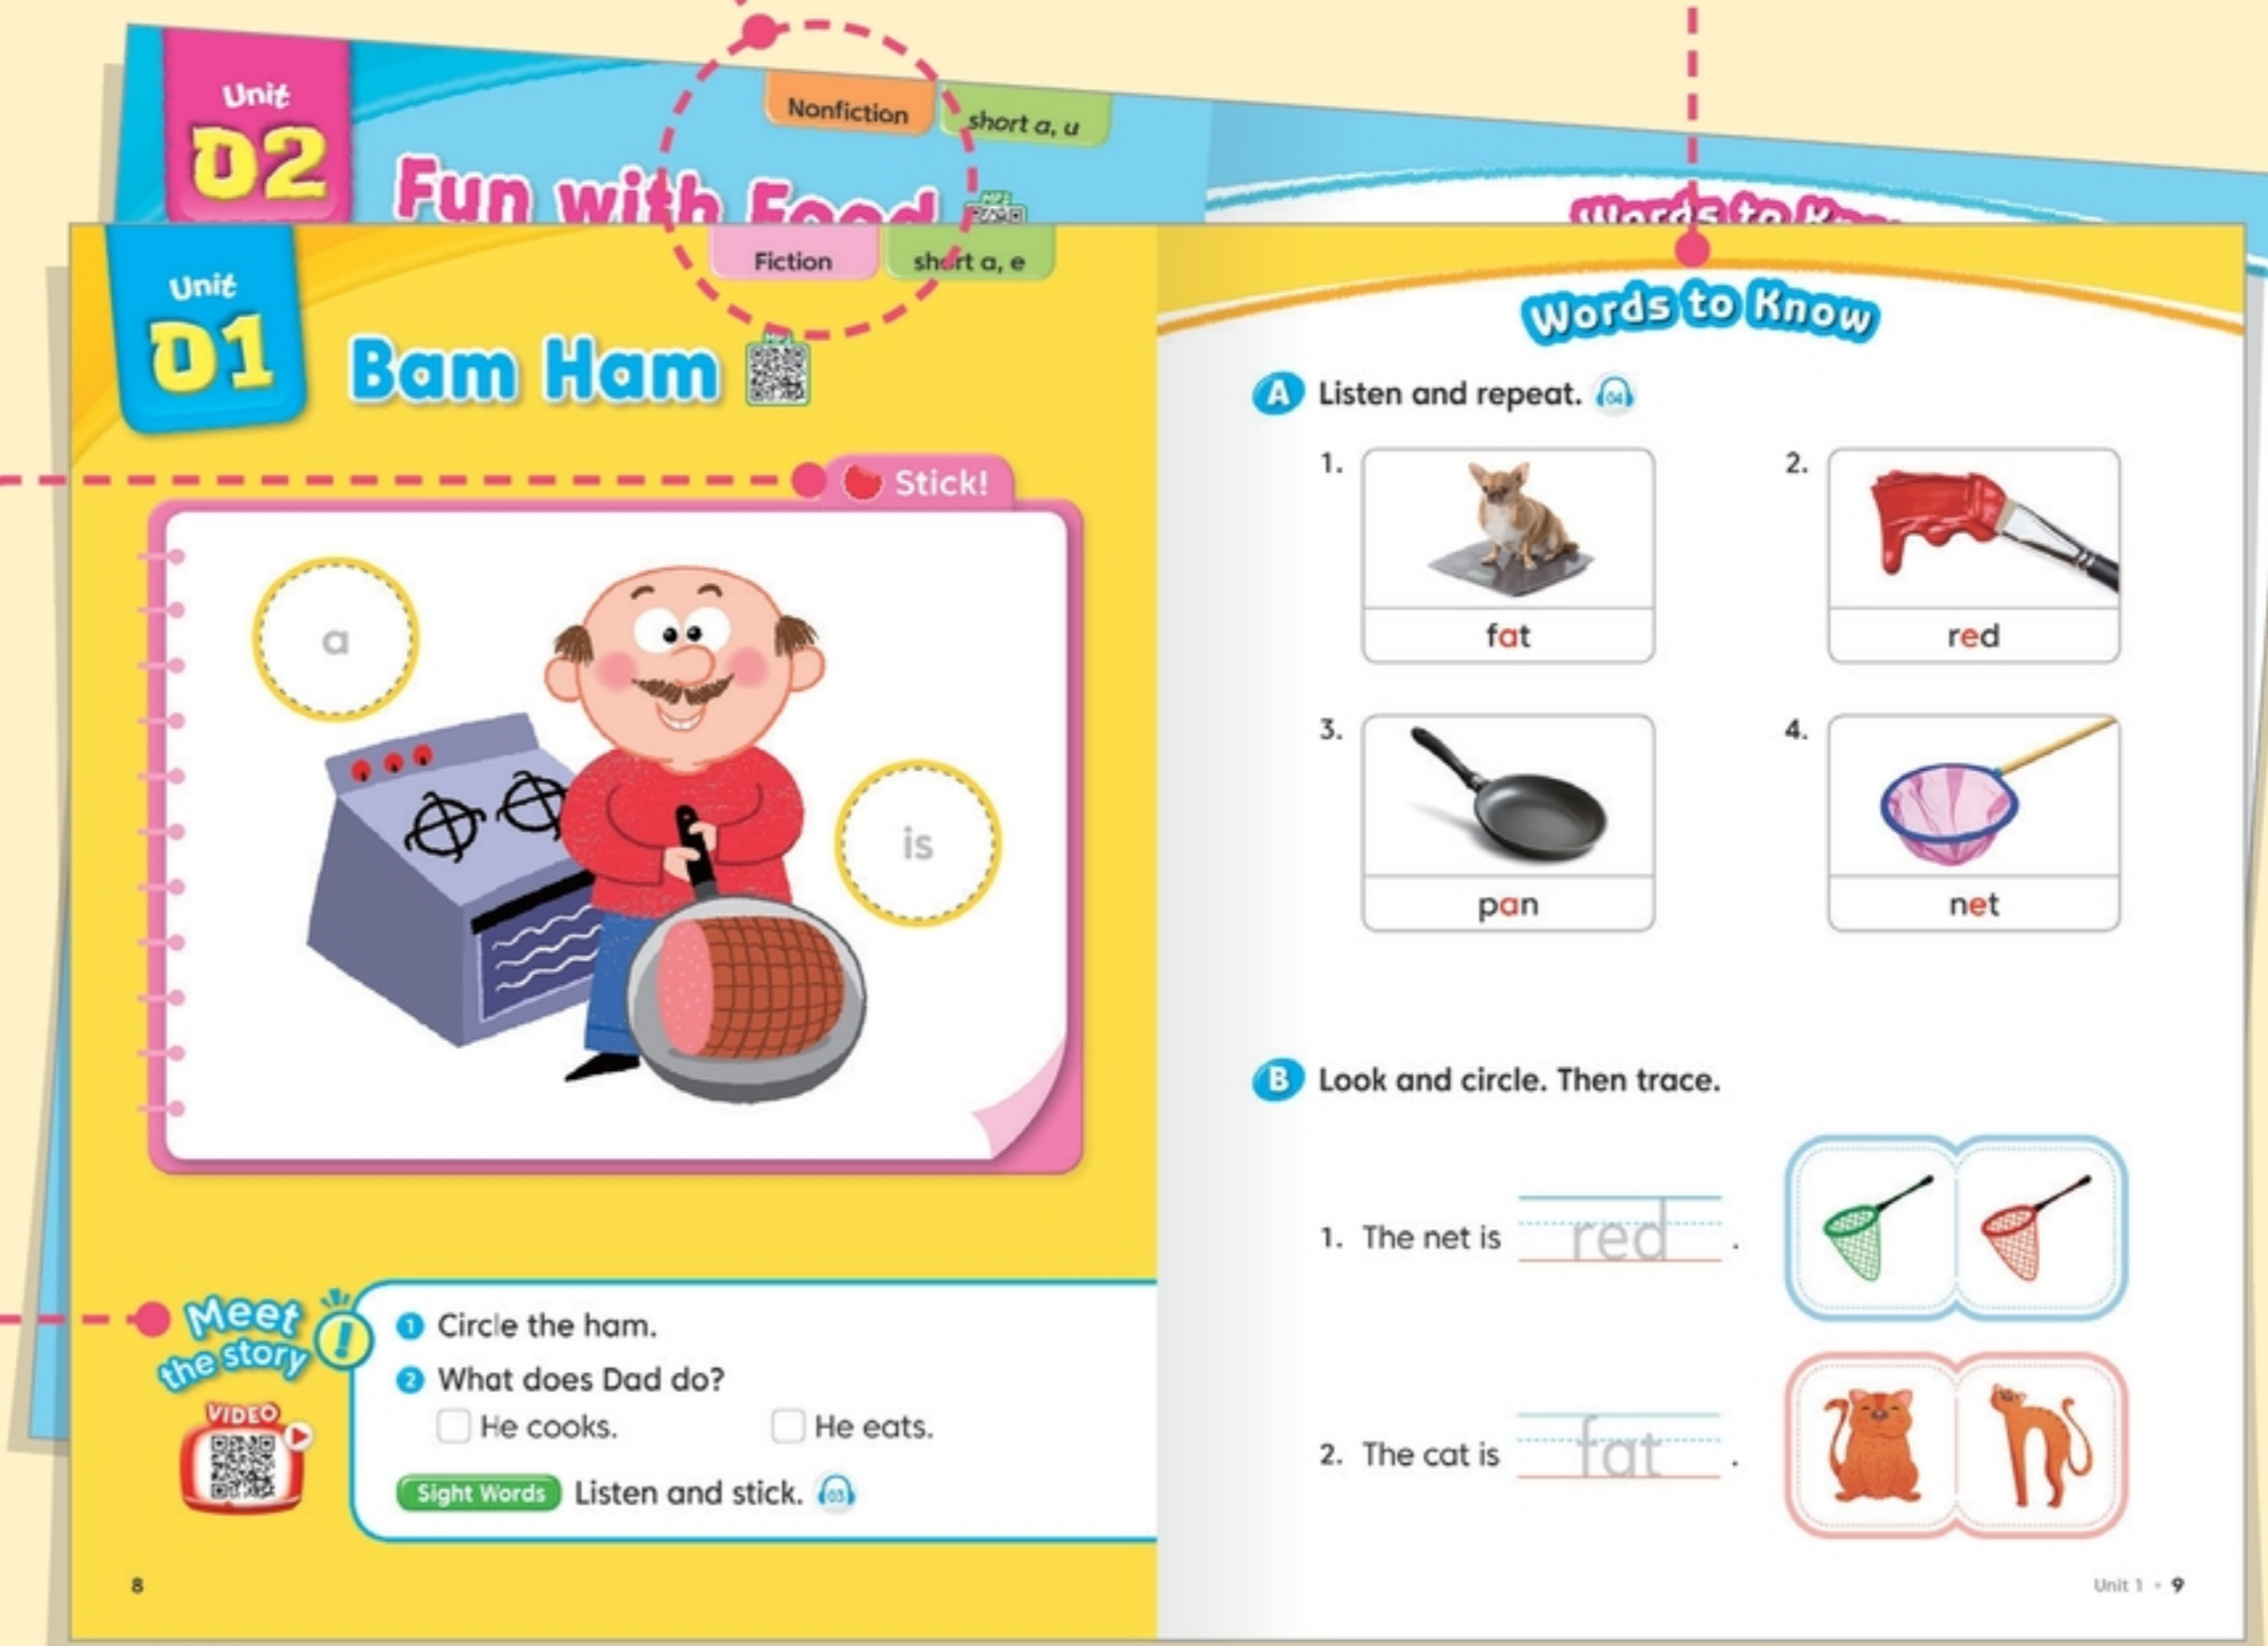 Unit
02
Nonfiction
short a, u
Fun with Food
Words to
Unit
01
Fiction
short a, e
Bam Ham
MP3
Stick!
a
is
Meet
the story
!
VIDEO
1 Circle the ham.
2 What does Dad do?
He cooks.
He eats.
Sight Words Listen and stick. 03
8
Words to Know
A Listen and repeat. 04
1.
fat
2.
red
3.
pan
4.
net
B Look and circle. Then trace.
1. The net is red.
2. The cat is fat.
Unit 1 • 9